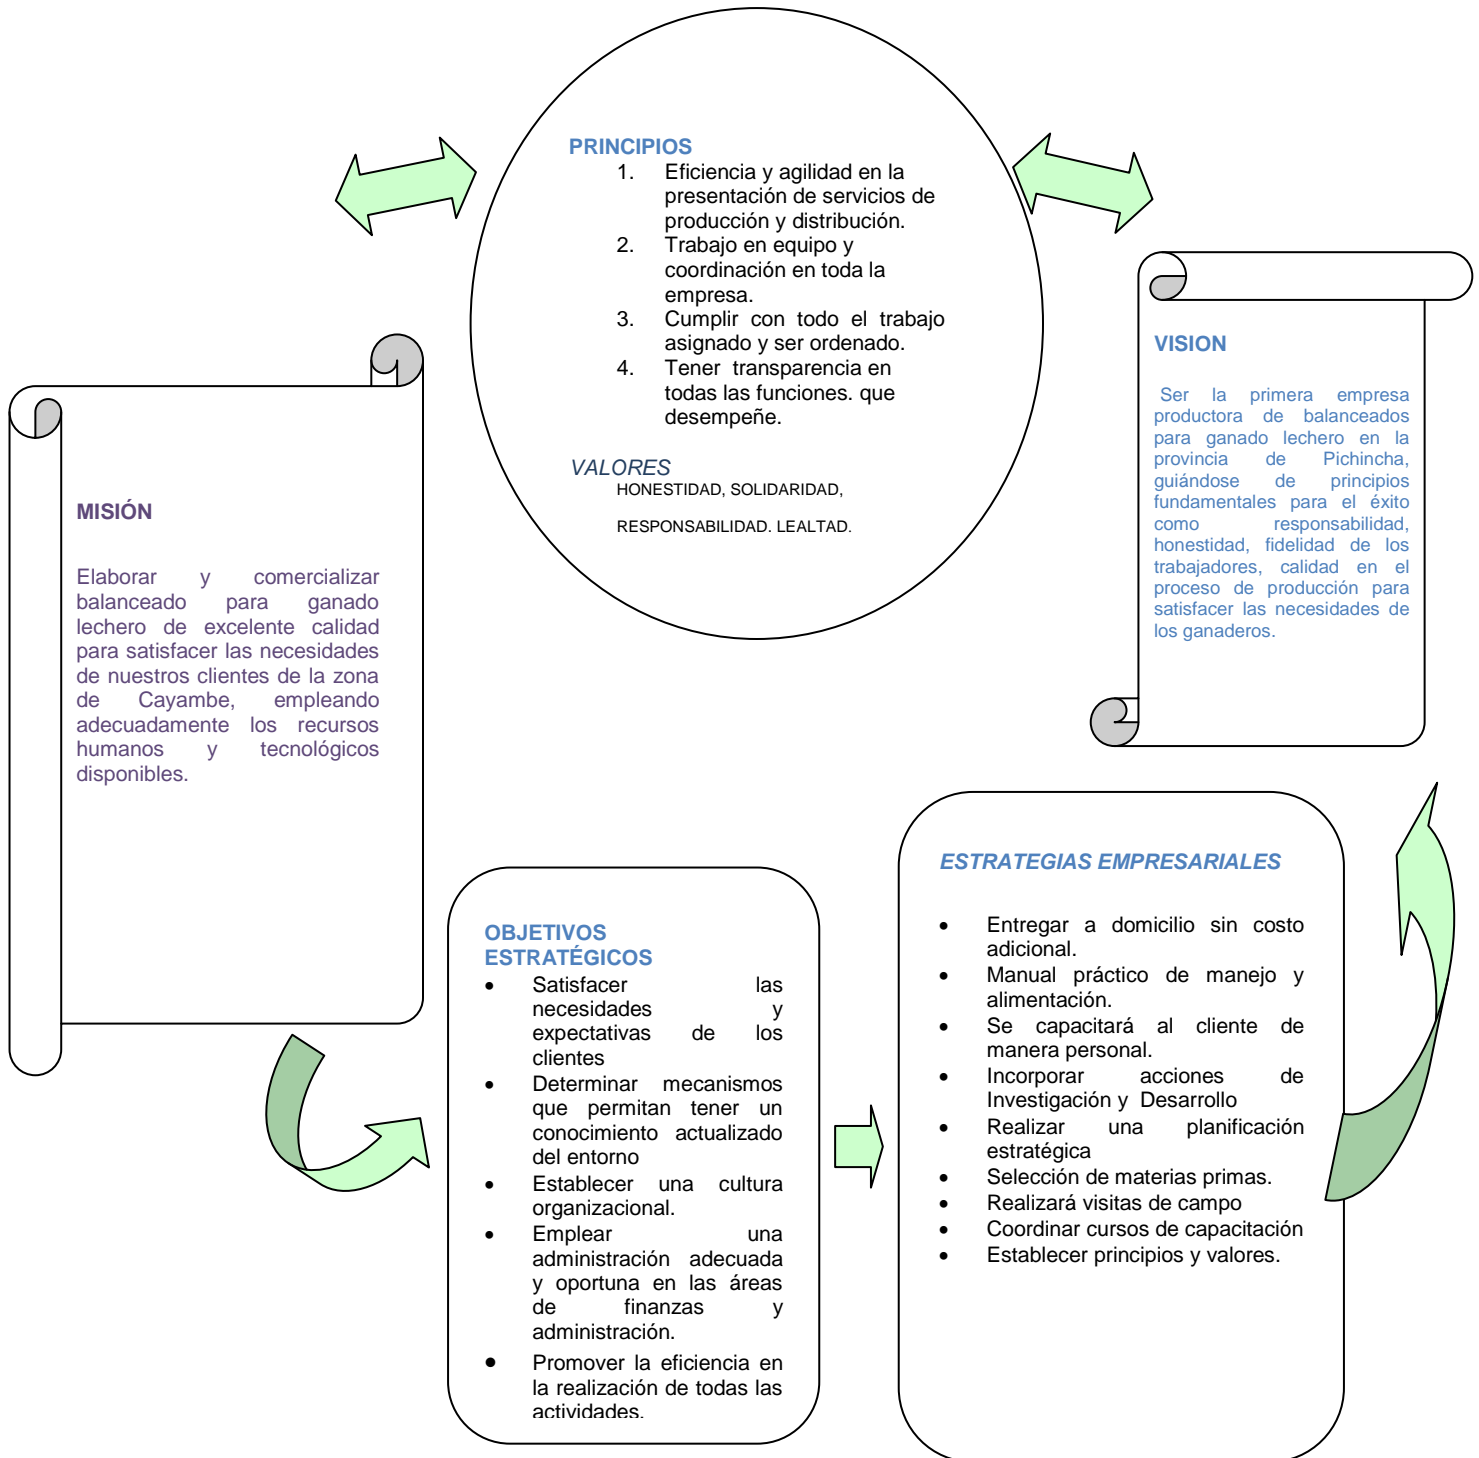 PRINCIPIOS
1. Eficiencia y agilidad en la
presentación de servicios de
producción y distribución.
2. Trabajo en equipo y
coordinación en toda la
empresa.
3. Cumplir con todo el trabajo
asignado y ser ordenado.
4. Tener transparencia en
todas las funciones. que
desempeñe.
VALORES
HONESTIDAD, SOLIDARIDAD,
RESPONSABILIDAD. LEALTAD.
VISION
Ser la primera empresa
productora de balanceados
para ganado lechero en la
provincia de Pichincha,
guiándose de principios
fundamentales para el éxito
como responsabilidad,
honestidad, fidelidad de los
trabajadores, calidad en el
proceso de producción para
satisfacer las necesidades de
los ganaderos.
MISIÓN
Elaborar y comercializar
balanceado para ganado
lechero de excelente calidad
para satisfacer las necesidades
de nuestros clientes de la zona
de Cayambe, empleando
adecuadamente los recursos
humanos y tecnológicos
disponibles.
OBJETIVOS
ESTRATÉGICOS
• Satisfacer las
necesidades y
expectativas de los
clientes
• Determinar mecanismos
que permitan tener un
conocimiento actualizado
del entorno
• Establecer una cultura
organizacional.
• Emplear una
administración adecuada
y oportuna en las áreas
de finanzas y
administración.
• Promover la eficiencia en
la realización de todas las
actividades.
ESTRATEGIAS EMPRESARIALES
• Entregar a domicilio sin costo
adicional.
• Manual práctico de manejo y
alimentación.
• Se capacitará al cliente de
manera personal.
• Incorporar acciones de
Investigación y Desarrollo
• Realizar una planificación
estratégica
• Selección de materias primas.
• Realizará visitas de campo
• Coordinar cursos de capacitación
• Establecer principios y valores.